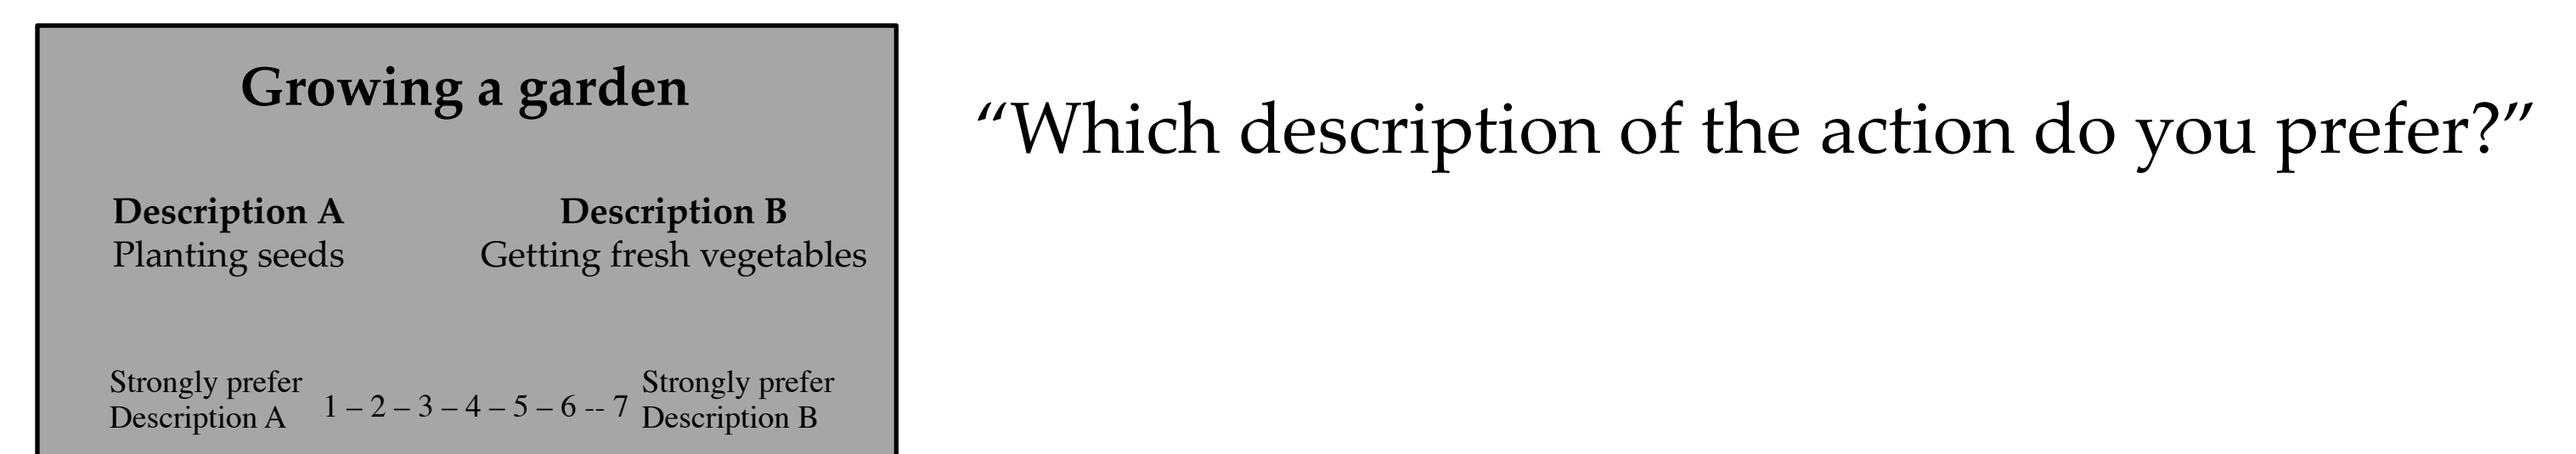 Growing a garden
“Which description of the action do you prefer?”
Description A
Planting seeds
Description B
Getting fresh vegetables
Strongly prefer
Description A
1 – 2 – 3 – 4 – 5 – 6 -- 7
Strongly prefer
Description B